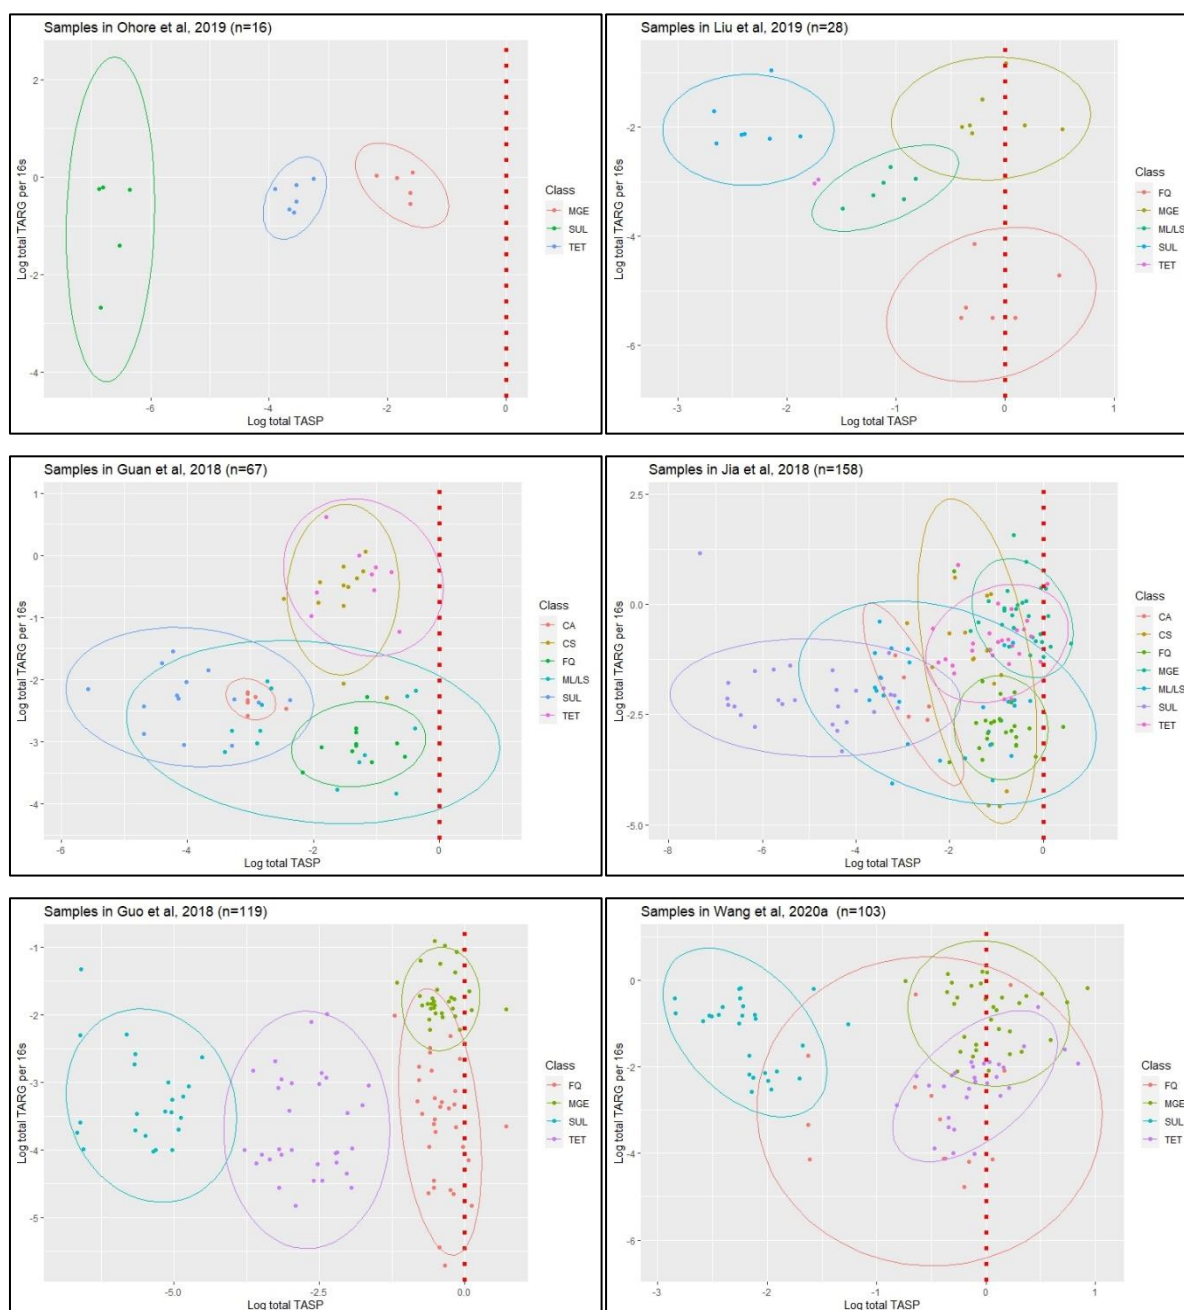 Samples in Ohore et al, 2019 (n=16)
Log total TARG per 16s
2
0
-2
-4
-6
-4
-2
0
Log total TASP
Class
MGE
SUL
TET
Samples in Liu et al, 2019 (n=28)
Log total TARG per 16s
-2
-4
-6
-3
-2
-1
0
1
Log total TASP
Class
FQ
MGE
ML/LS
SUL
TET
Samples in Guan et al, 2018 (n=67)
Log total TARG per 16s
1
0
-1
-2
-3
-4
-6
-4
-2
0
Log total TASP
Class
CA
CS
FQ
ML/LS
SUL
TET
Samples in Jia et al, 2018 (n=158)
Log total TARG per 16s
2.5
0.0
-2.5
-5.0
-8
-6
-4
-2
0
Log total TASP
Class
CA
CS
FQ
MGE
ML/LS
SUL
TET
Samples in Guo et al, 2018 (n=119)
Log total TARG per 16s
-1
-2
-3
-4
-5
-5.0
-2.5
0.0
Log total TASP
Class
FQ
MGE
SUL
TET
Samples in Wang et al, 2020a (n=103)
Log total TARG per 16s
0
-2
-4
-6
-3
-2
-1
0
1
Log total TASP
Class
FQ
MGE
SUL
TET